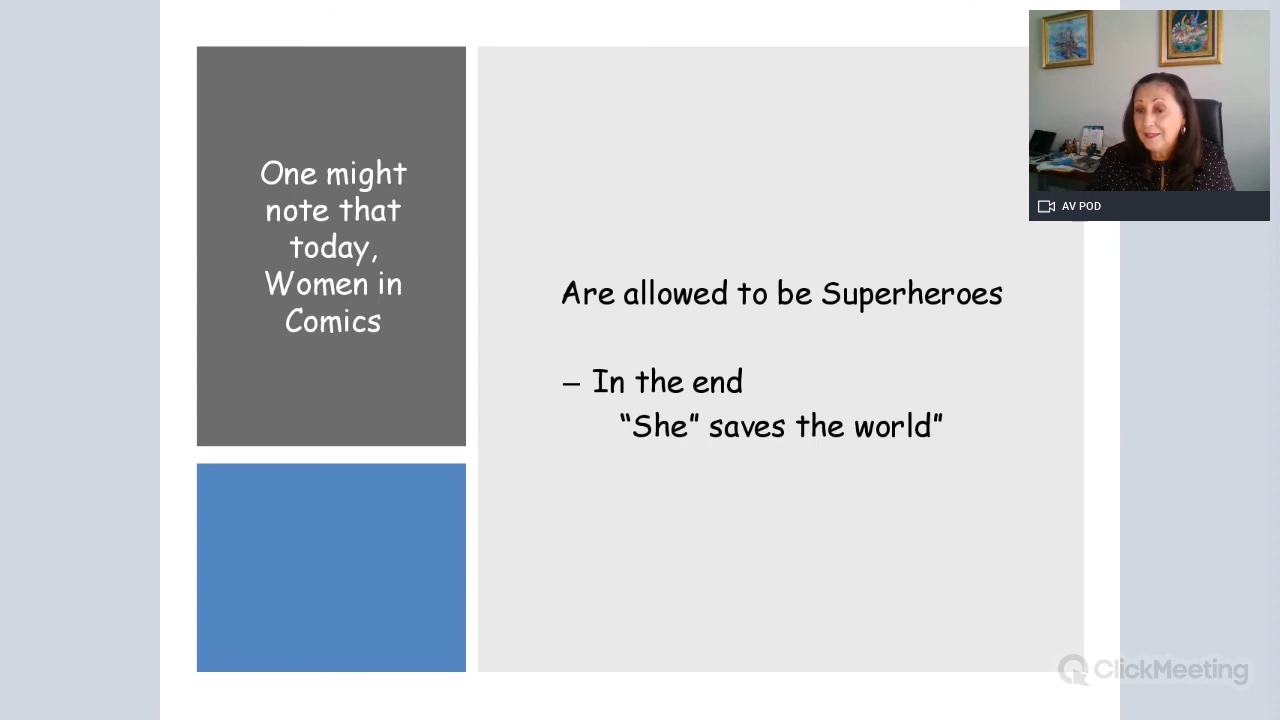 One might
note that
today,
Women in
Comics
Are allowed to be Superheroes
– In the end
“She” saves the world”
AV POD
ClickMeeting